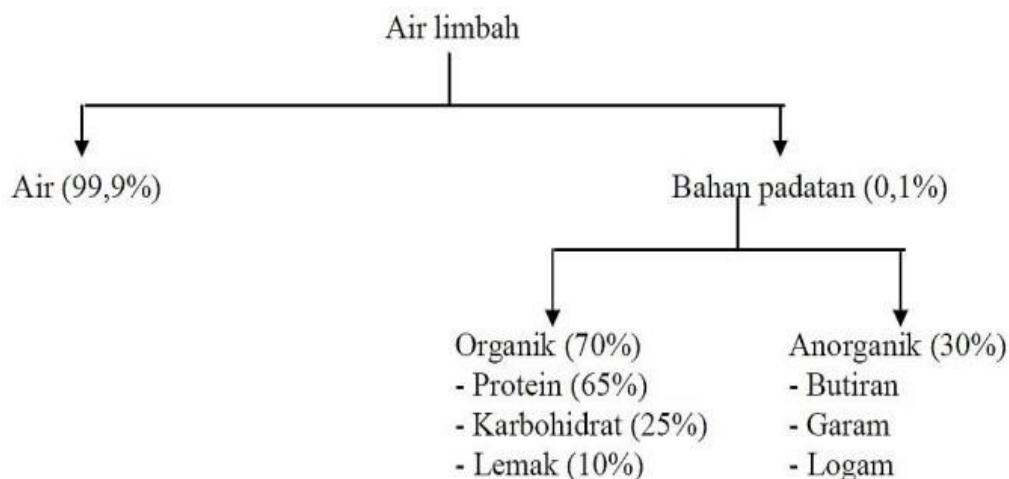 Air limbah
Air (99,9%)
Bahan padatan (0,1%)
Organik (70%)
- Protein (65%)
- Karbohidrat (25%)
- Lemak (10%)
Anorganik (30%)
- Butiran
- Garam
- Logam